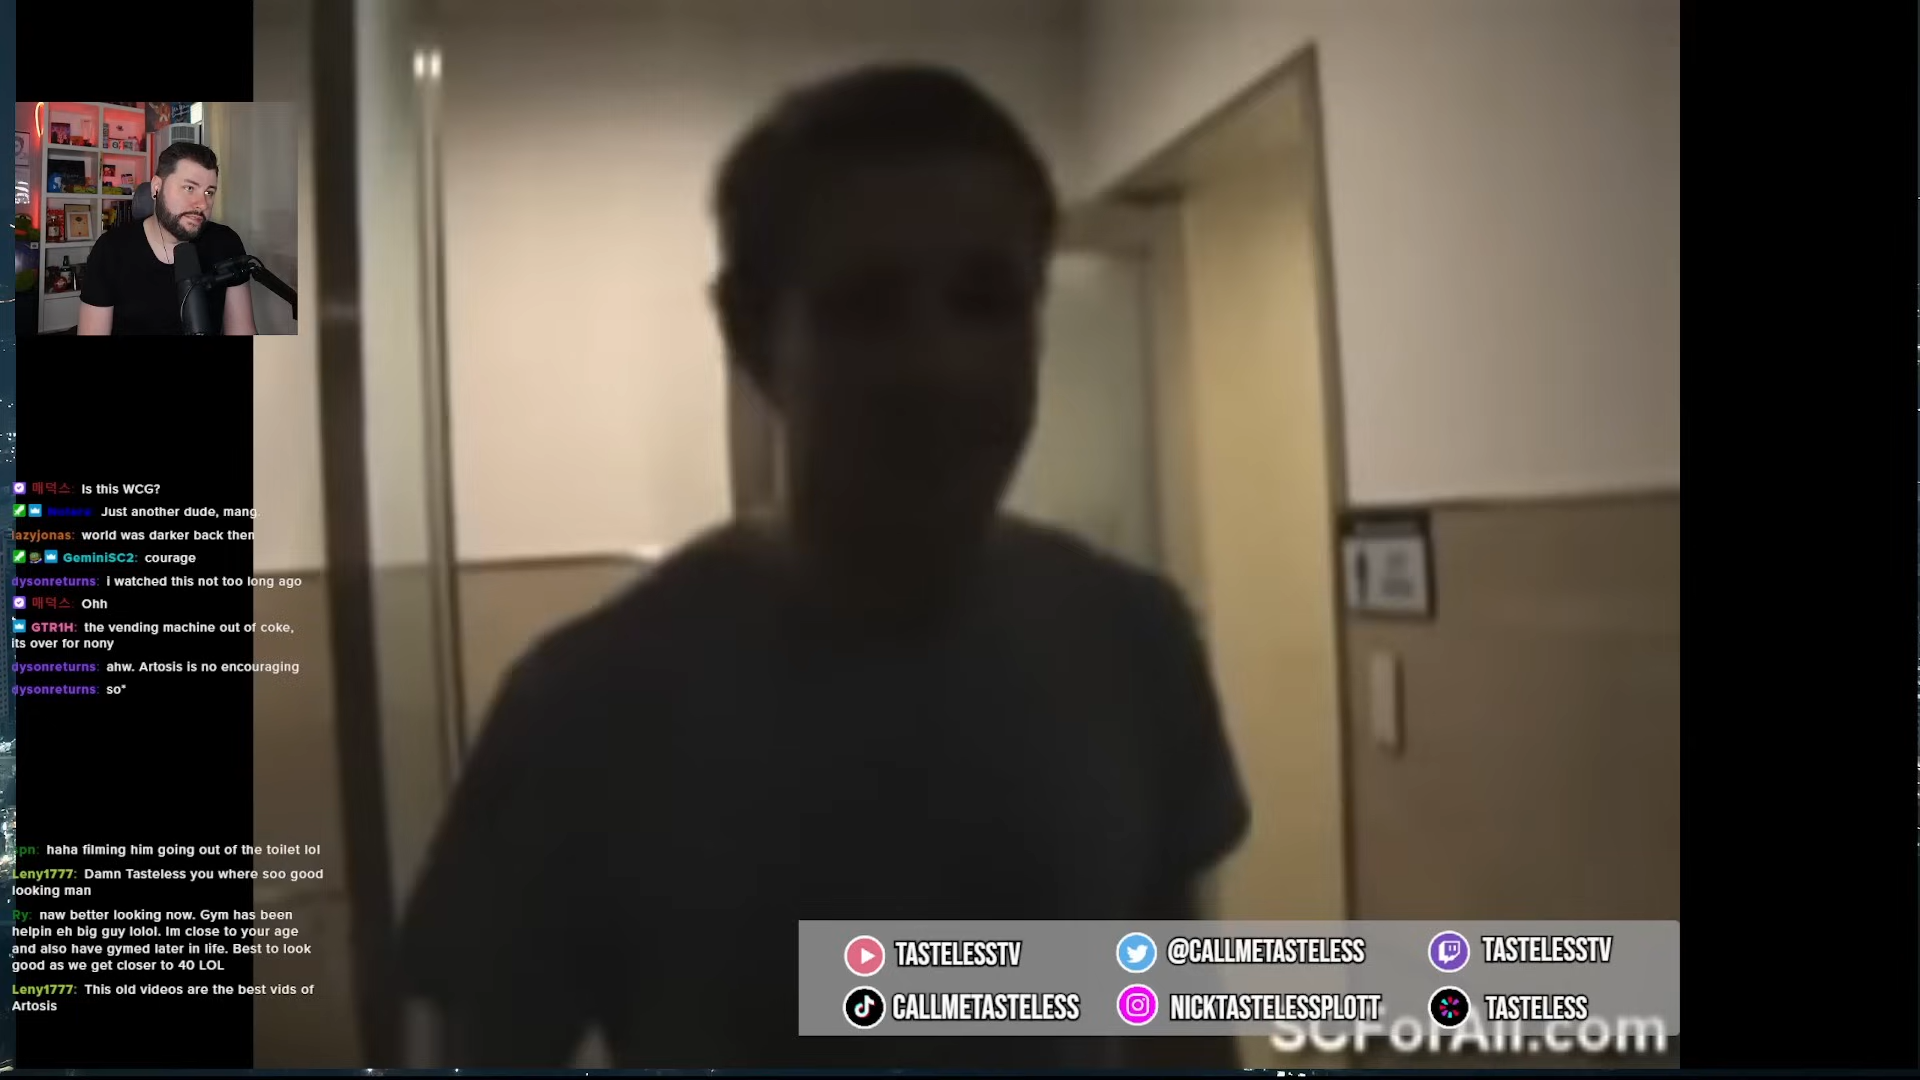 매덕스: Is this WCG?
Just another dude, mang.
lazyjonas: world was darker back then
GeminiSC2: courage
dysonreturns: i watched this not too long ago
매덕스: Ohh
GTR1H: the vending machine out of coke,
its over for nony
dysonreturns: ahw. Artosis is no encouraging
dysonreturns: so*
haha filming him going out of the toilet lol
Leny1777: Damn Tasteless you where soo good
looking man
Ry: naw better looking now. Gym has been
helpin eh big guy lolol. Im close to your age
and also have gymed later in life. Best to look
good as we get closer to 40 LOL
Leny1777: This old videos are the best vids of
Artosis
TASTELESSTV @CALLMETASTELESS TASTELESSTV
CALLMETASTELESS NICKTASTELESSPLOTT TASTELESS
SCForAll.com